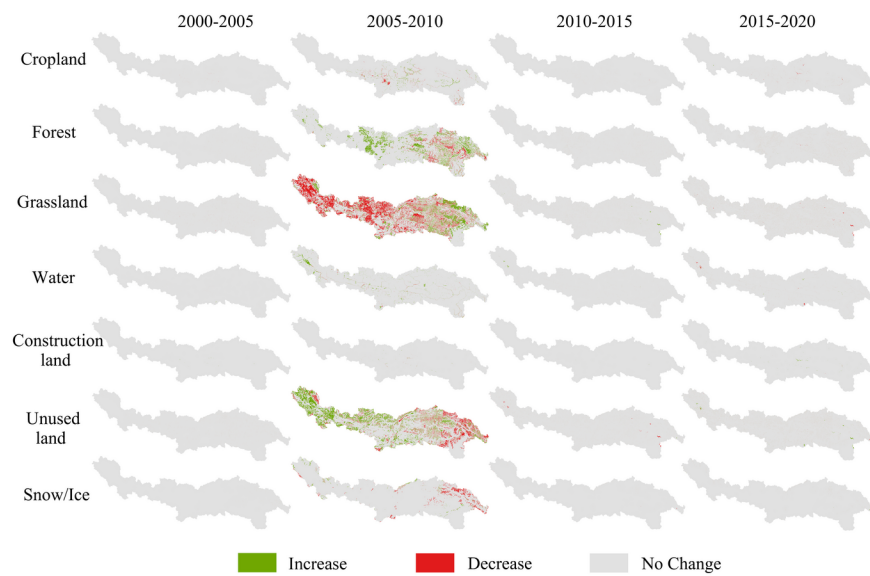 2000-2005 2005-2010 2010-2015 2015-2020
Cropland
Forest
Grassland
Water
Construction
land
Unused
land
Snow/Ice
Increase Decrease No Change